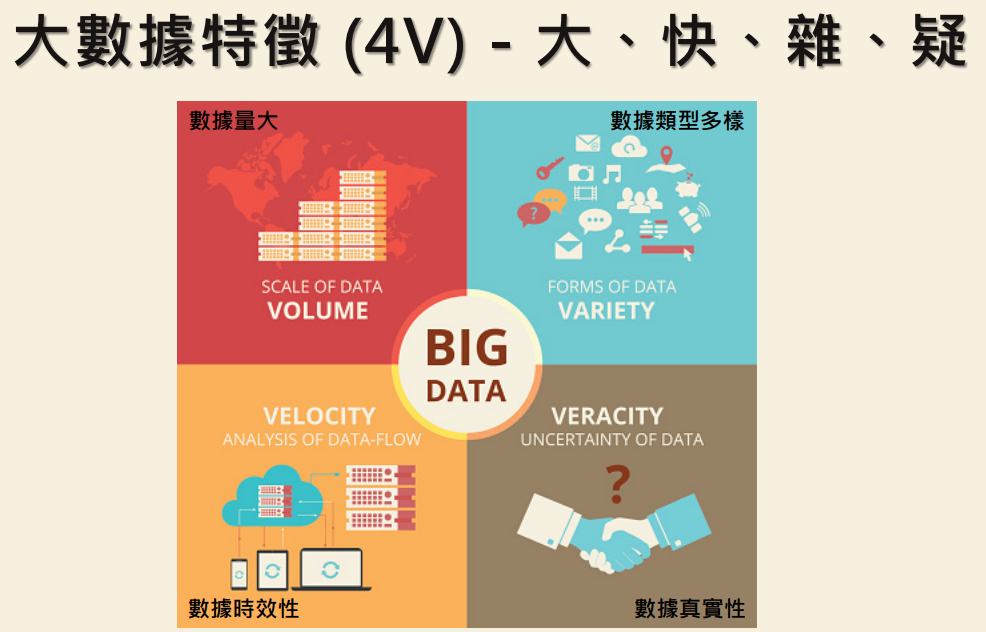 大數據特徵 (4V) - 大、快、雜、疑
數據量大
數據類型多樣
?
SCALE OF DATA
VOLUME
FORMS OF DATA
VARIETY
BIG
DATA
VELOCITY
ANALYSIS OF DATA-FLOW
VERACITY
UNCERTAINTY OF DATA
?
數據時效性
數據真實性